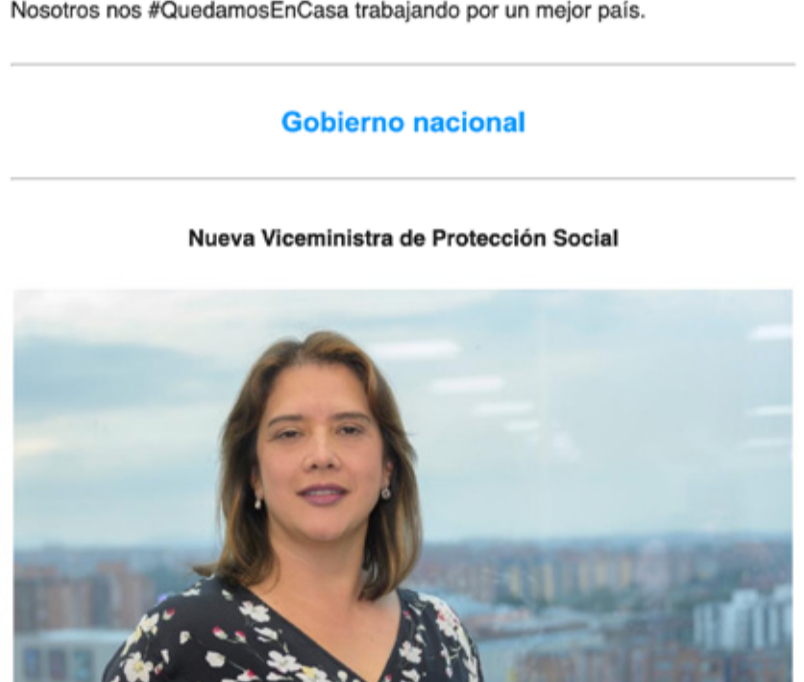 Nosotros nos #QuedamosEnCasa trabajando por un mejor país.
Gobierno nacional
Nueva Viceministra de Protección Social